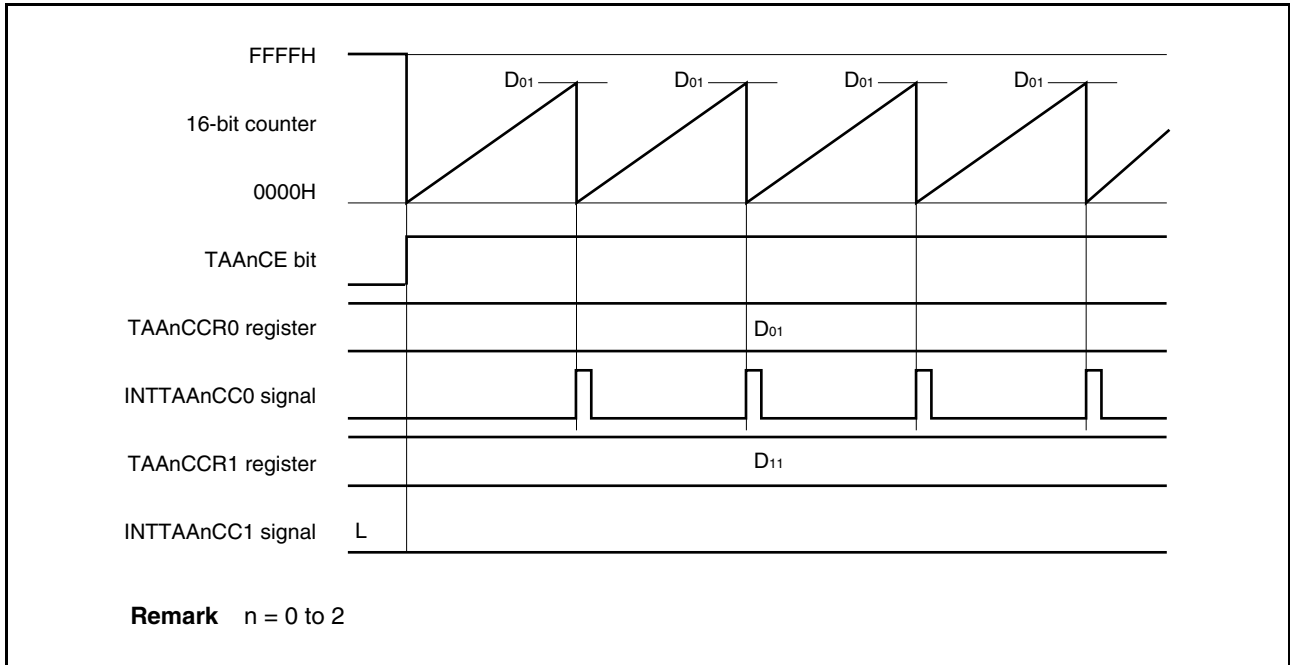 FFFFH
D01 D01 D01 D01
16-bit counter
0000H
TAAnCE bit
TAAnCCR0 register D01
INTTAAnCC0 signal
TAAnCCR1 register D11
INTTAAnCC1 signal L
Remark n = 0 to 2